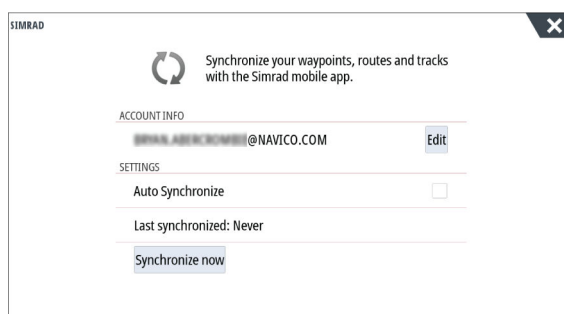 SIMRAD
Synchronize your waypoints, routes and tracks
with the Simrad mobile app.
ACCOUNT INFO
@NAVICO.COM
Edit
SETTINGS
Auto Synchronize
Last synchronized: Never
Synchronize now